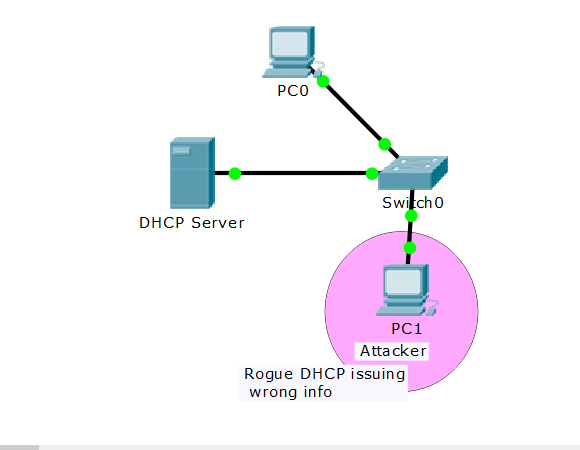 PC0
DHCP Server
Switch0
PC1
Attacker
Rogue DHCP issuing
wrong info